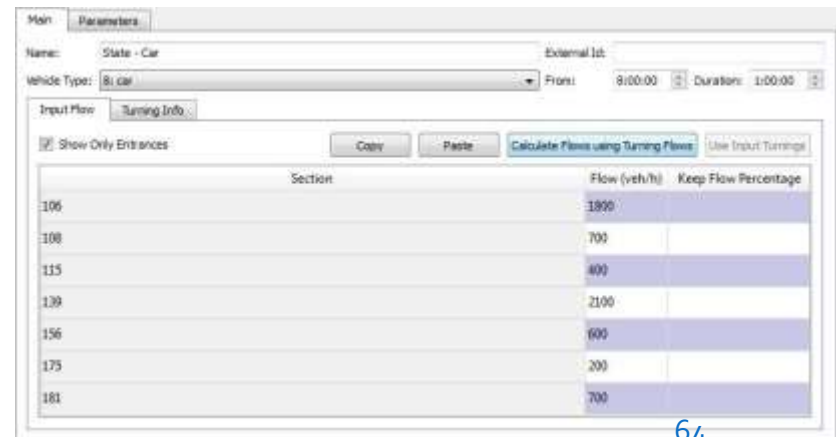 Main Parameters
Name: State - Car External Id:
Vehicle Type: 8: car From: 8:00:00 Duration: 1:00:00
Input Flow Turning Info
Show Only Entrances Copy Paste Calculate Flows using Turning Flows Use Input Turnings
Section Flow (veh/h) Keep Flow Percentage
106 1800
108 700
115 400
139 2100
156 600
175 200
181 700
64